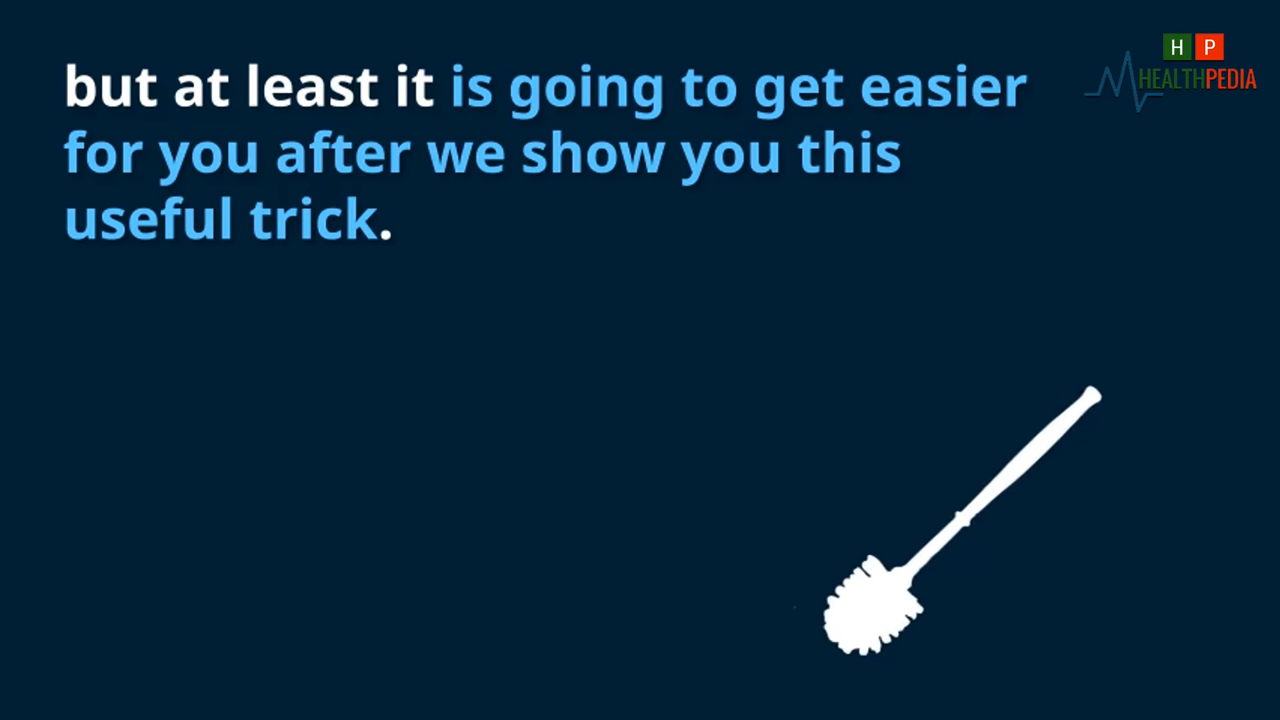 but at least it is going to get easier
for you after we show you this
useful trick.
H P
HEALTHPEDIA